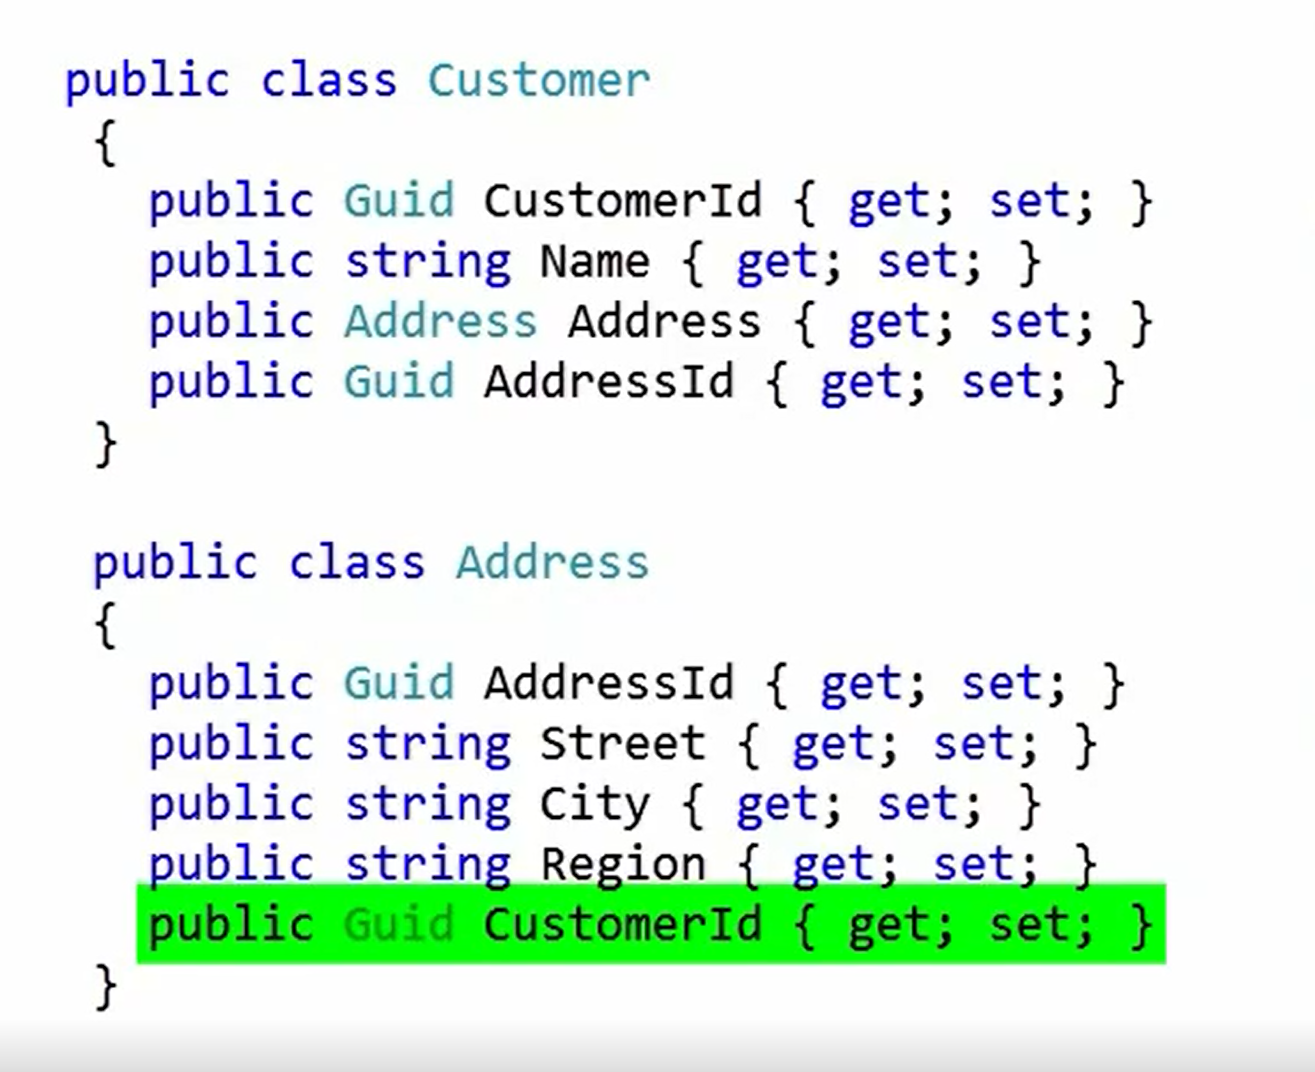 public class Customer
{
public Guid CustomerId { get; set; }
public string Name { get; set; }
public Address Address { get; set; }
public Guid AddressId { get; set; }
}
public class Address
{
public Guid AddressId { get; set; }
public string Street { get; set; }
public string City { get; set; }
public string Region { get; set; }
public Guid CustomerId { get; set; }
}